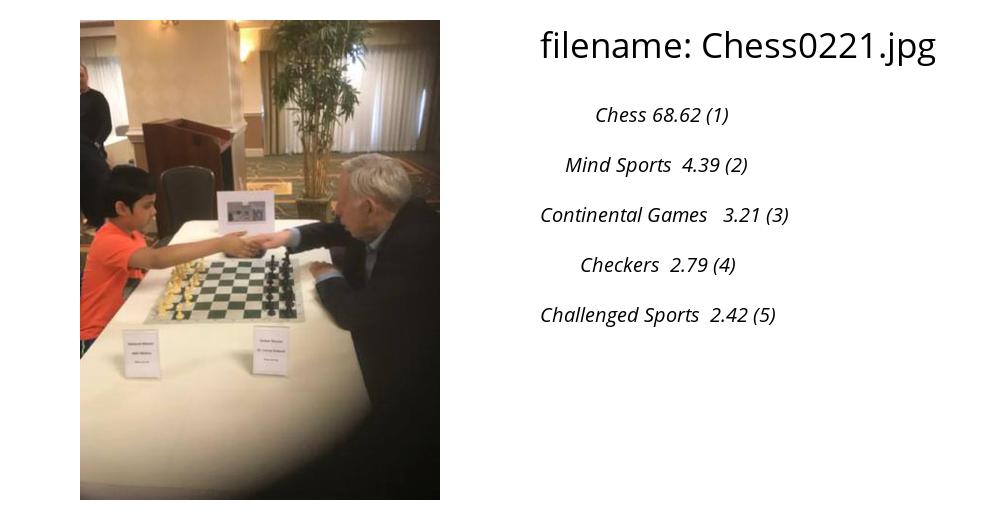 filename: Chess0221.jpg
Chess 68.62 (1)
Mind Sports 4.39 (2)
Continental Games 3.21 (3)
Checkers 2.79 (4)
Challenged Sports 2.42 (5)